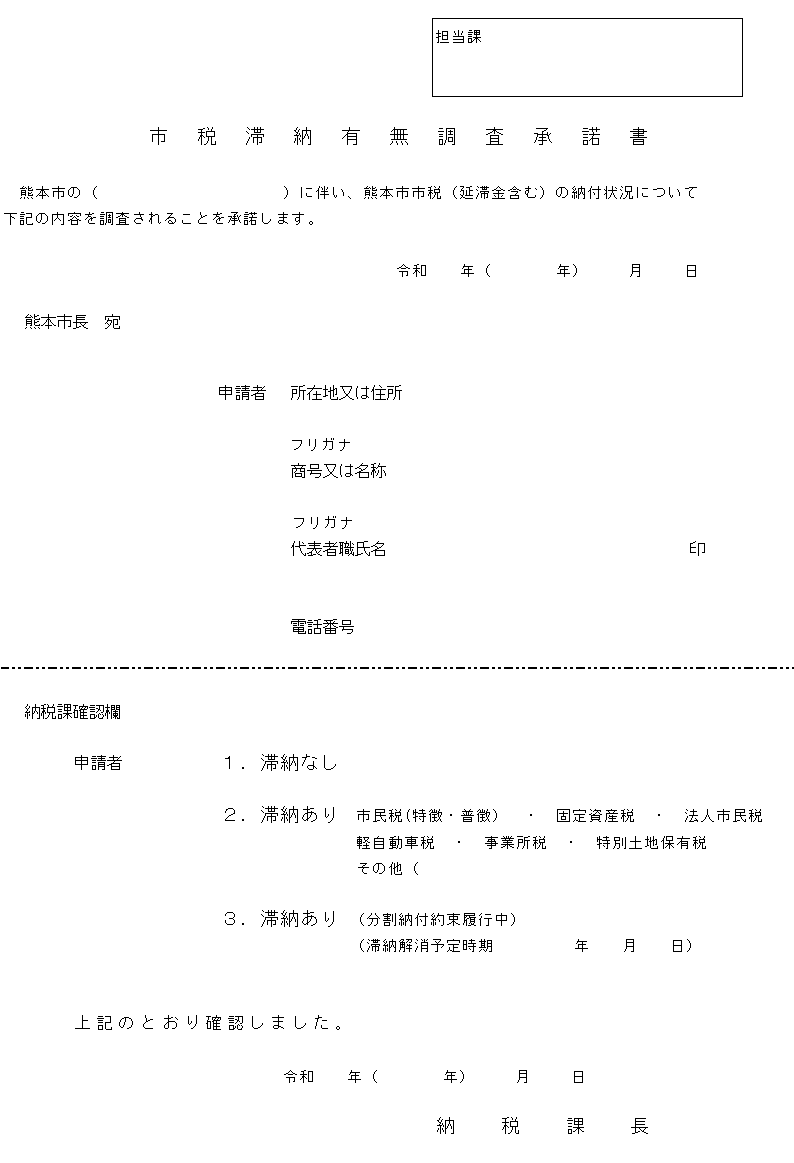 担当課
市税滞納有無調査承諾書
熊本市の（　　　　　　　　　　　）に伴い、熊本市市税（延滞金含む）の納付状況について
下記の内容を調査されることを承諾します。
令和　　年（　　　　年）　　　月　　　日
熊本市長　宛
申請者　所在地又は住所
フリガナ
商号又は名称
フリガナ
代表者職氏名　　　　　　　　　　印
電話番号
納税課確認欄
申請者　　　１．滞納なし
２．滞納あり　市民税(特徴・普徴)　・　固定資産税　・　法人市民税
軽自動車税　・　事業所税　・　特別土地保有税
その他（
３．滞納あり　（分割納付約束履行中）
（滞納解消予定時期　　　　　年　　月　　日）
上記のとおり確認しました。
令和　　年（　　　　年）　　　月　　　日
納税課長